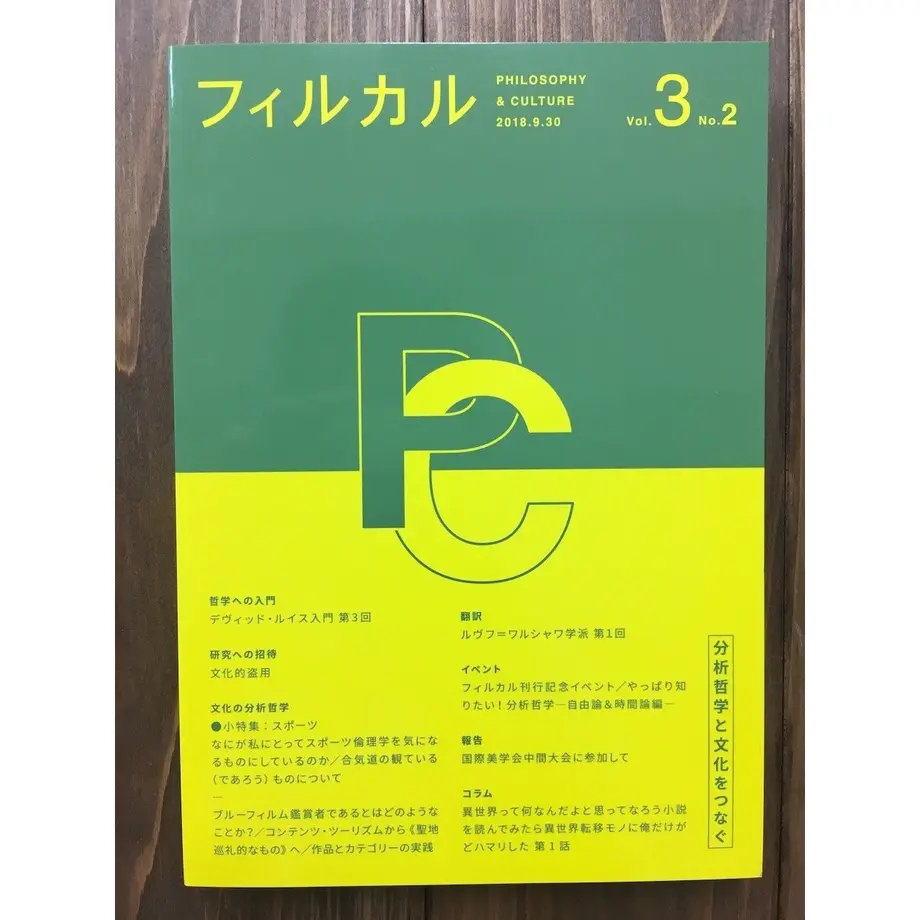 フィルカル
PHILOSOPHY
& CULTURE
2018.9.30
Vol. 3 No.2
PC
哲学への入門
デヴィッド・ルイス入門 第3回
研究への招待
文化的盗用
文化の分析哲学
●小特集：スポーツ
なにが私にとってスポーツ倫理学を気にな
るものにしているのか／合気道の観ている
（であろう）ものについて
—
ブルーフィルム鑑賞者であるとはどのような
ことか？／コンテンツ・ツーリズムから《聖地
巡礼的なもの》へ／作品とカテゴリーの実践
翻訳
ルヴフ＝ワルシャワ学派 第1回
イベント
フィルカル刊行記念イベント／やっぱり知
りたい！分析哲学—自由論＆時間論編—
報告
国際美学会中間大会に参加して
コラム
異世界って何なんだよと思ってなろう小説
を読んでみたら異世界転移モノに俺だけが
どハマりした 第1話
分析哲学と文化をつなぐ